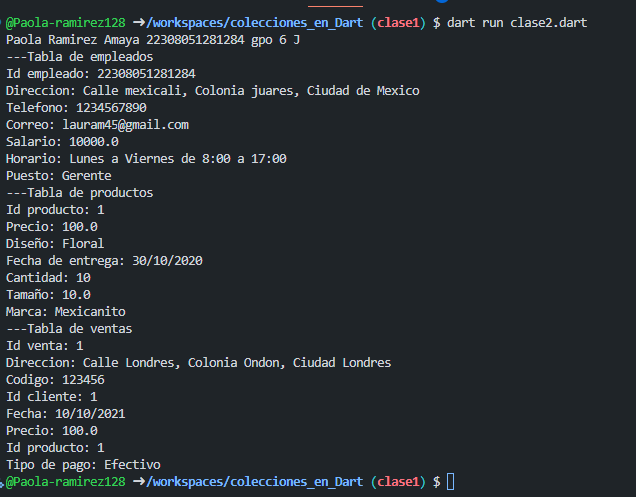 @Paola-ramirez128 ➜/workspaces/colecciones_en_Dart (clase1) $ dart run clase2.dart
Paola Ramirez Amaya 22308051281284 gpo 6 J
---Tabla de empleados
Id empleado: 22308051281284
Direccion: Calle mexicali, Colonia juares, Ciudad de Mexico
Telefono: 1234567890
Correo: lauram45@gmail.com
Salario: 10000.0
Horario: Lunes a Viernes de 8:00 a 17:00
Puesto: Gerente
---Tabla de productos
Id producto: 1
Precio: 100.0
Diseño: Floral
Fecha de entrega: 30/10/2020
Cantidad: 10
Tamaño: 10.0
Marca: Mexicanito
---Tabla de ventas
Id venta: 1
Direccion: Calle Londres, Colonia Ondon, Ciudad Londres
Codigo: 123456
Id cliente: 1
Fecha: 10/10/2021
Precio: 100.0
Id producto: 1
Tipo de pago: Efectivo
@Paola-ramirez128 ➜/workspaces/colecciones_en_Dart (clase1) $